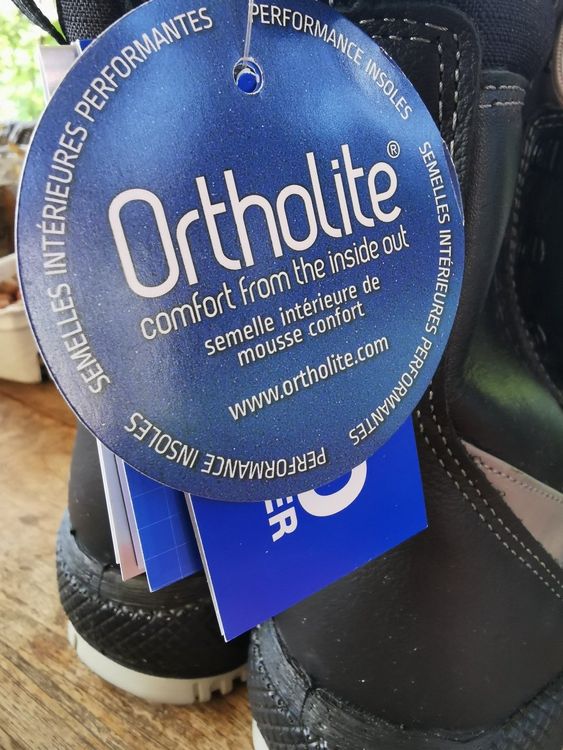 PERFORMANCE INSOLES
SEMELLES INTÉRIEURES PERFORMANTES
PERFORMANCE INSOLES
SEMELLES INTÉRIEURES PERFORMANTES
Ortholite®
comfort from the inside out
semelle intérieure de
mousse confort
www.ortholite.com